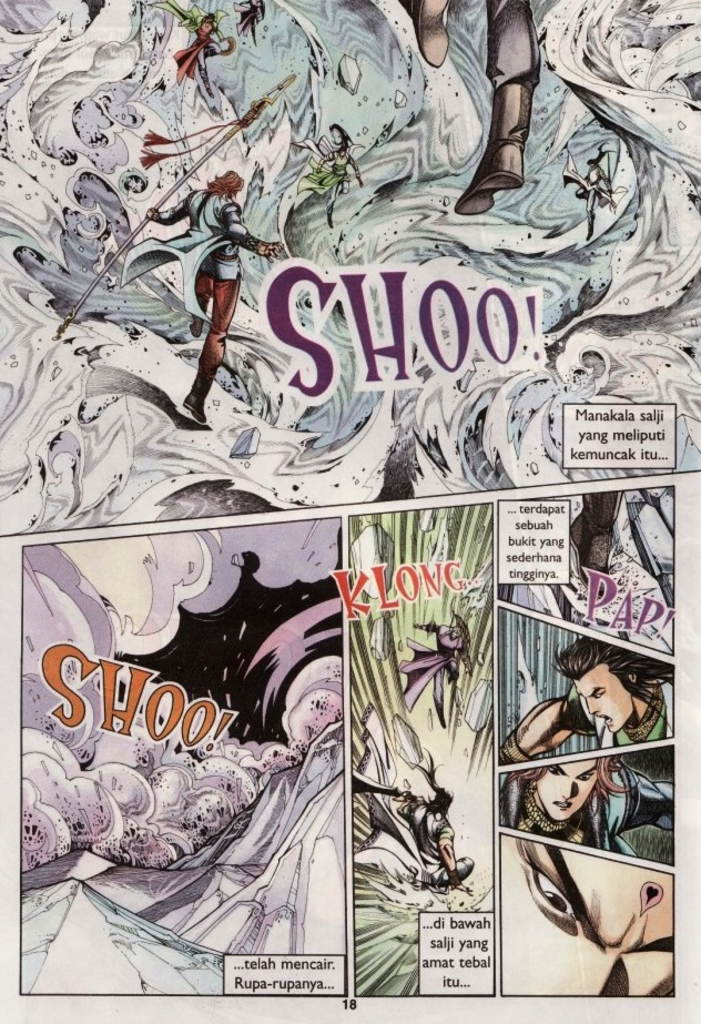 SHOO!
Manakala salji
yang meliputi
kemuncak itu...
SHOO!
...telah mencair.
Rupa-rupanya...
KLONG...
...di bawah
salji yang
amat tebal
itu...
... terdapat
sebuah
bukit yang
sederhana
tingginya.
PAP!
18